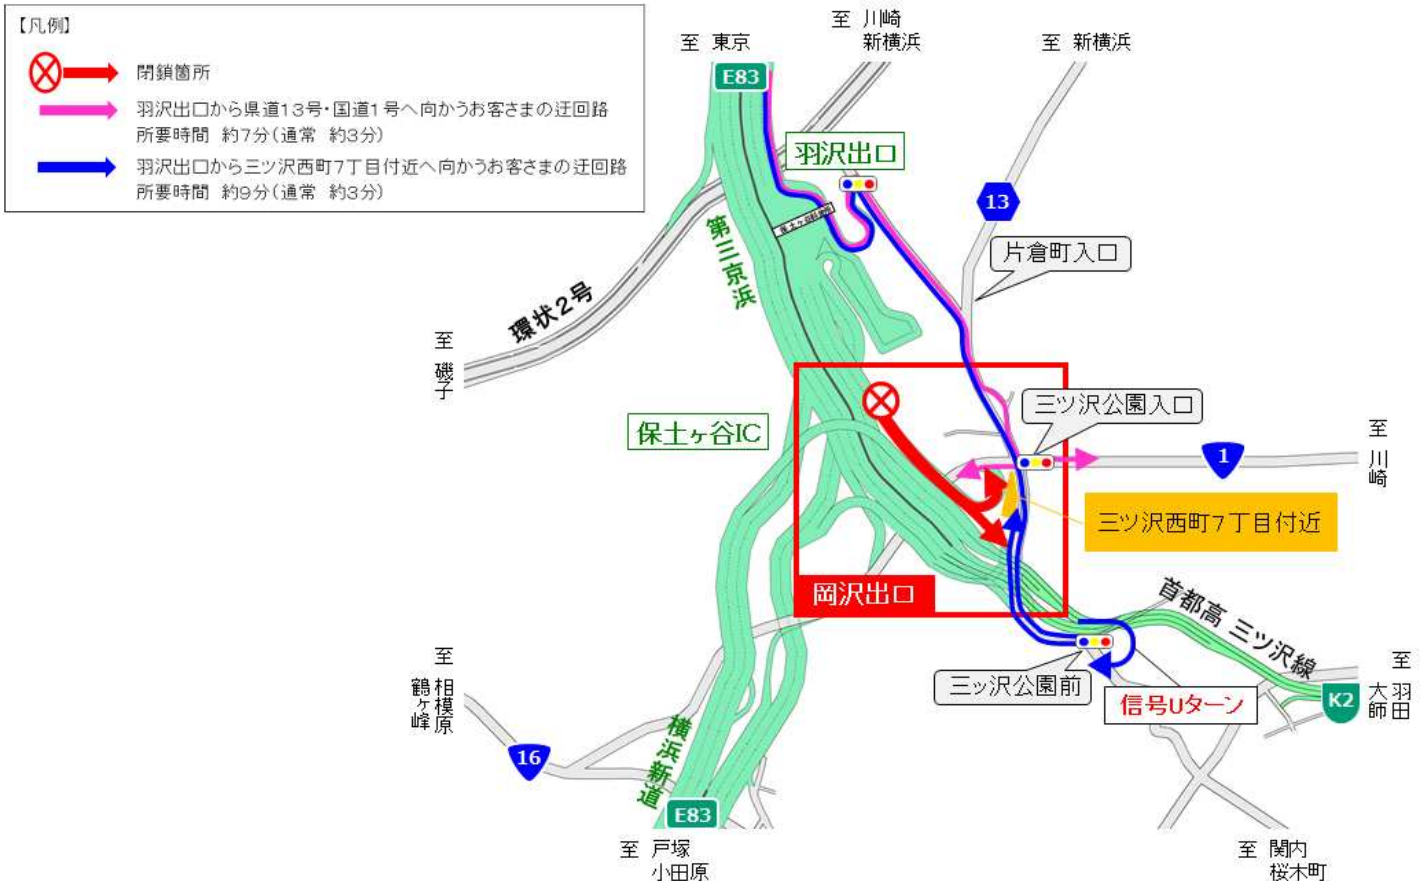 【凡例】
閉鎖箇所
羽沢出口から県道13号・国道1号へ向かうお客さまの迂回路
所要時間 約7分(通常 約3分)
羽沢出口から三ツ沢西町7丁目付近へ向かうお客さまの迂回路
所要時間 約9分(通常 約3分)
至 東京
至 川崎
新横浜
至 新横浜
E83
羽沢出口
13
第三京浜
片倉町入口
環状2号
至 磯子
保土ヶ谷IC
三ツ沢公園入口
1
至 川崎
三ツ沢西町7丁目付近
岡沢出口
首都高 三ツ沢線
三ッ沢公園前
信号Uターン
K2
至 羽田
大師
至 相模原
鶴ヶ峰
16
横浜新道
E83
至 戸塚
小田原
至 関内
桜木町